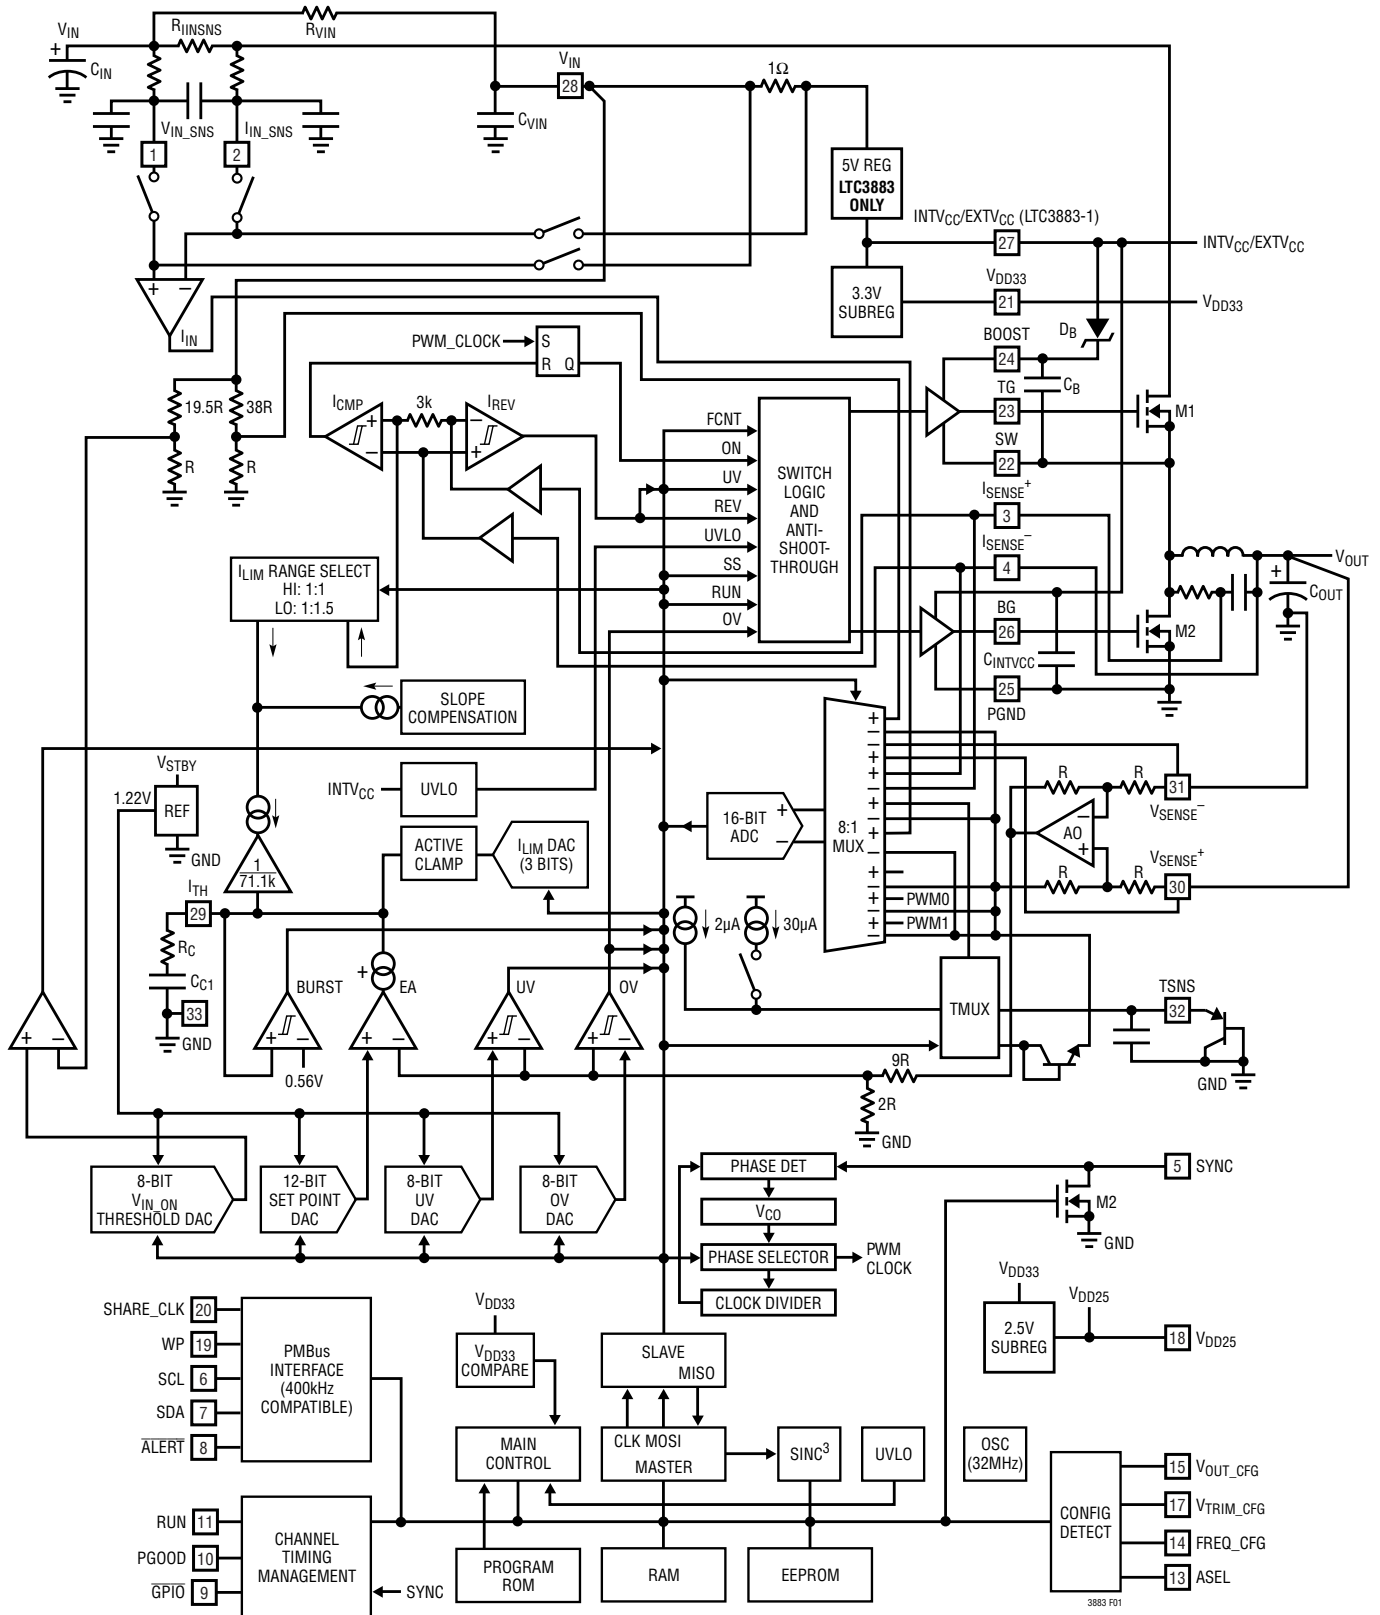 V_IN
R_IINSNS
R_VIN
C_IN
V_IN_SNS
I_IN_SNS
1
2
V_IN
28
C_VIN
1Ω
5V REG
LTC3883
ONLY
INTV_CC/EXTV_CC (LTC3883-1)
27
INTV_CC/EXTV_CC
3.3V
SUBREG
V_DD33
21
V_DD33
+
–
I_IN
PWM_CLOCK
S
R Q
19.5R
38R
R
R
I_CMP
3k
I_REV
+
–
–
+
FCNT
ON
UV
REV
UVLO
SS
RUN
OV
SWITCH
LOGIC
AND
ANTI-
SHOOT-
THROUGH
BOOST
24
D_B
C_B
TG
23
M1
SW
22
I_SENSE+
3
I_SENSE–
4
V_OUT
+
C_OUT
BG
26
M2
C_INTVCC
25
PGND
I_LIM RANGE SELECT
HI: 1:1
LO: 1:1.5
SLOPE
COMPENSATION
V_STBY
1.22V
REF
GND
INTV_CC
UVLO
ACTIVE
CLAMP
I_LIM DAC
(3 BITS)
1
71.1k
I_TH
29
R_C
C_C1
33
GND
16-BIT
ADC
+
–
8:1
MUX
+
–
–
+
+
–
+
–
+
–
+
–
+
–
+
–
PWM0
PWM1
R
R
31
V_SENSE–
AO
–
+
V_SENSE+
R
R
30
2µA
30µA
TMUX
TSNS
32
GND
+
–
BURST
+
–
0.56V
+
EA
+
–
UV
+
–
OV
+
–
9R
2R
GND
8-BIT
V_IN_ON
THRESHOLD DAC
12-BIT
SET POINT
DAC
8-BIT
UV
DAC
8-BIT
OV
DAC
PHASE DET
V_CO
PHASE SELECTOR
CLOCK DIVIDER
PWM
CLOCK
5
SYNC
M2
GND
V_DD33
V_DD25
2.5V
SUBREG
18
V_DD25
SHARE_CLK 20
WP 19
SCL 6
SDA 7
ALERT 8
PMBus
INTERFACE
(400kHz
COMPATIBLE)
V_DD33
V_DD33
COMPARE
SLAVE
MISO
MAIN
CONTROL
CLK MOSI
MASTER
SINC3
UVLO
OSC
(32MHz)
RUN 11
PGOOD 10
GPIO 9
CHANNEL
TIMING
MANAGEMENT
SYNC
PROGRAM
ROM
RAM
EEPROM
CONFIG
DETECT
15 V_OUT_CFG
17 V_TRIM_CFG
14 FREQ_CFG
13 ASEL
3883 F01